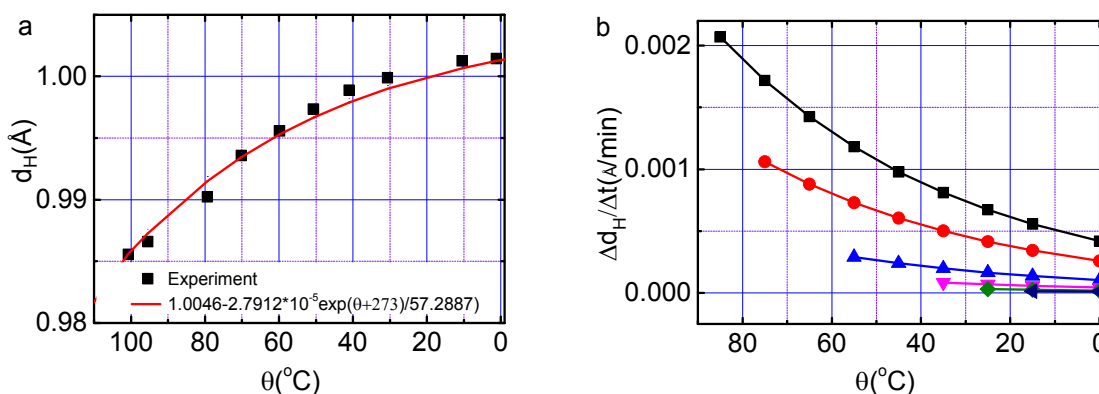 a
d_H(Å)
1.00
0.99
0.98
Experiment
1.0046-2.7912*10^-5exp(θ+273)/57.2887)
100 80 60 40 20 0
θ(°C)
b
Δd_H/Δt(A/min)
0.002
0.001
0.000
80 60 40 20 0
θ(°C)